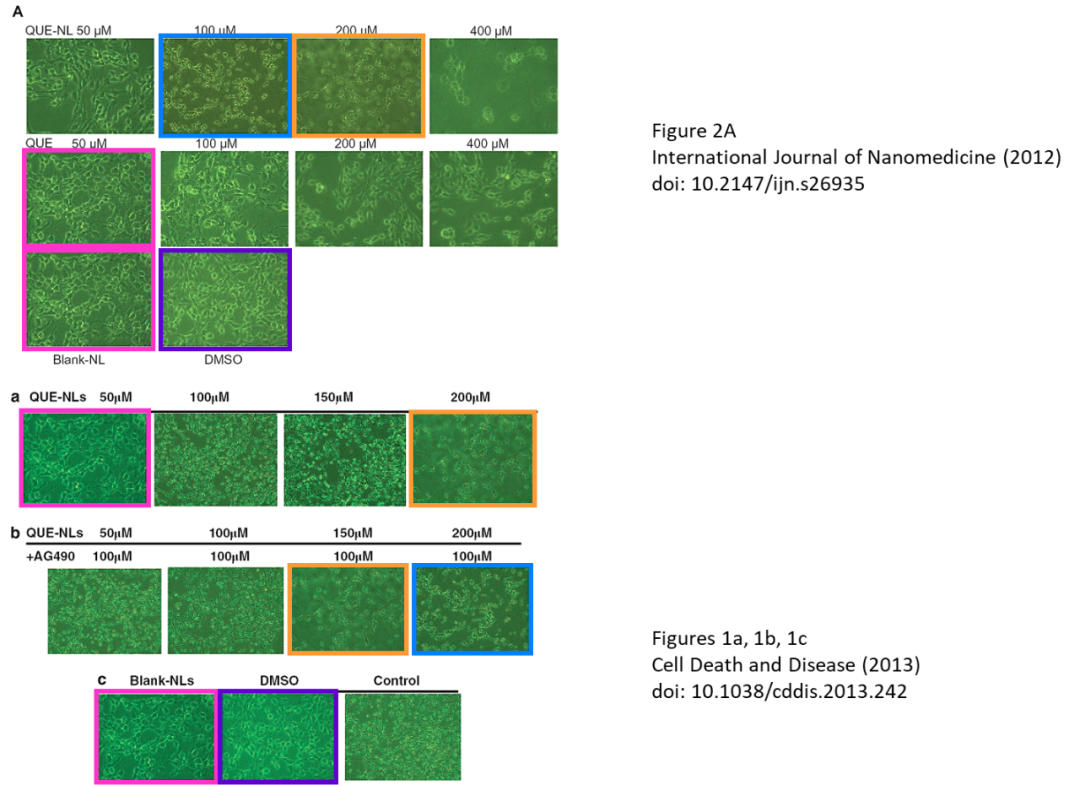 A
QUE-NL 50 µM 100 µM 200 µM 400 µM
QUE 50 µM 100 µM 200 µM 400 µM
Blank-NL DMSO
Figure 2A
International Journal of Nanomedicine (2012)
doi: 10.2147/ijn.s26935
a QUE-NLs 50µM 100µM 150µM 200µM
b QUE-NLs 50µM 100µM 150µM 200µM
+AG490 100µM 100µM 100µM 100µM
c Blank-NLs DMSO Control
Figures 1a, 1b, 1c
Cell Death and Disease (2013)
doi: 10.1038/cddis.2013.242